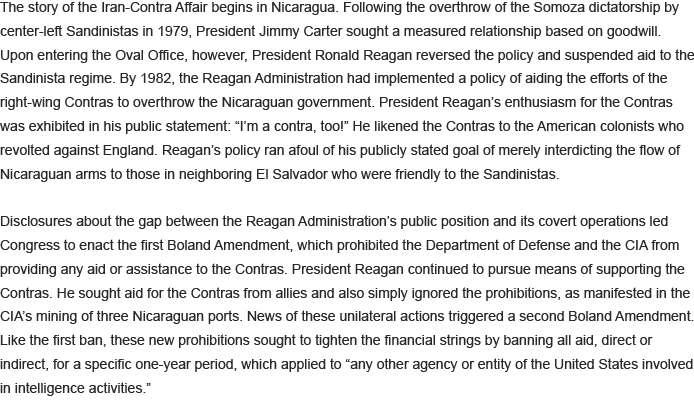 The story of the Iran-Contra Affair begins in Nicaragua. Following the overthrow of the Somoza dictatorship by
center-left Sandinistas in 1979, President Jimmy Carter sought a measured relationship based on goodwill.
Upon entering the Oval Office, however, President Ronald Reagan reversed the policy and suspended aid to the
Sandinista regime. By 1982, the Reagan Administration had implemented a policy of aiding the efforts of the
right-wing Contras to overthrow the Nicaraguan government. President Reagan’s enthusiasm for the Contras
was exhibited in his public statement: “I’m a contra, too!” He likened the Contras to the American colonists who
revolted against England. Reagan’s policy ran afoul of his publicly stated goal of merely interdicting the flow of
Nicaraguan arms to those in neighboring El Salvador who were friendly to the Sandinistas.

Disclosures about the gap between the Reagan Administration’s public position and its covert operations led
Congress to enact the first Boland Amendment, which prohibited the Department of Defense and the CIA from
providing any aid or assistance to the Contras. President Reagan continued to pursue means of supporting the
Contras. He sought aid for the Contras from allies and also simply ignored the prohibitions, as manifested in the
CIA’s mining of three Nicaraguan ports. News of these unilateral actions triggered a second Boland Amendment.
Like the first ban, these new prohibitions sought to tighten the financial strings by banning all aid, direct or
indirect, for a specific one-year period, which applied to “any other agency or entity of the United States involved
in intelligence activities.”